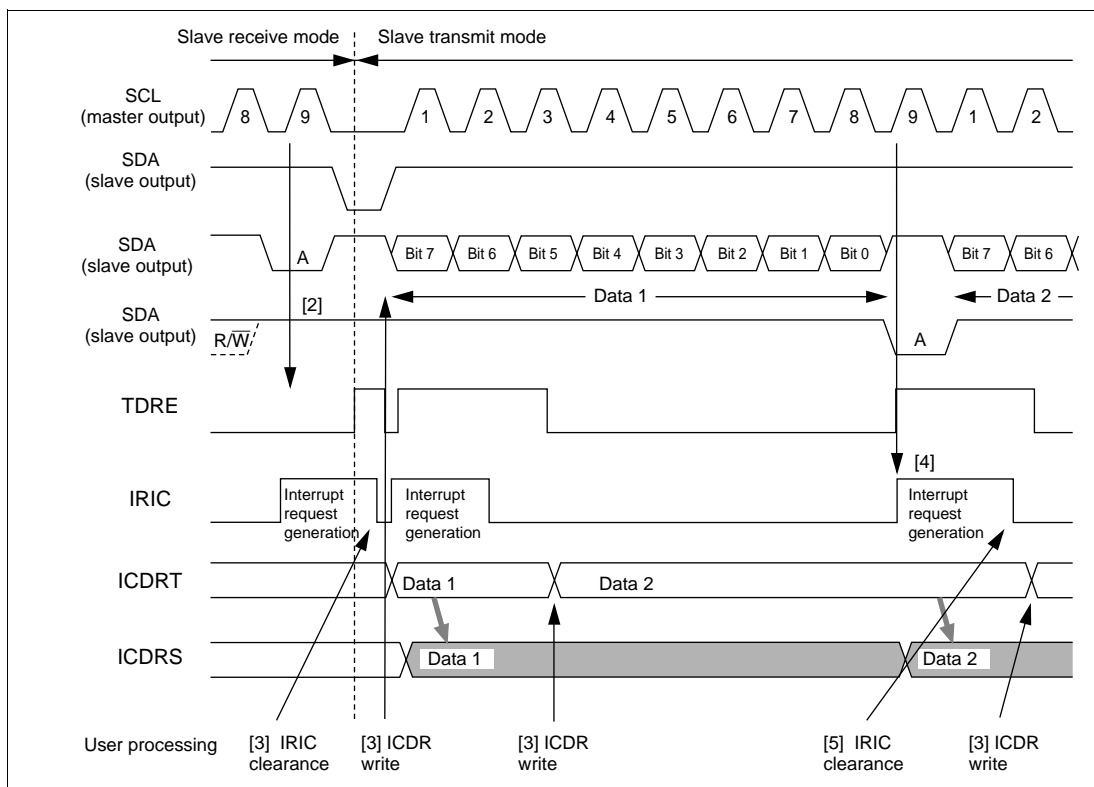 Slave receive mode Slave transmit mode
SCL
(master output)
8 9 1 2 3 4 5 6 7 8 9 1 2
SDA
(slave output)
SDA
(slave output)
A Bit 7 Bit 6 Bit 5 Bit 4 Bit 3 Bit 2 Bit 1 Bit 0 Bit 7 Bit 6
[2] Data 1 Data 2
SDA
(slave output)
R/W̅ A
TDRE
[4]
IRIC
Interrupt
request
generation
Interrupt
request
generation
Interrupt
request
generation
ICDRT
Data 1 Data 2
ICDRS
Data 1 Data 2
User processing
[3] IRIC
clearance
[3] ICDR
write
[3] ICDR
write
[5] IRIC
clearance
[3] ICDR
write